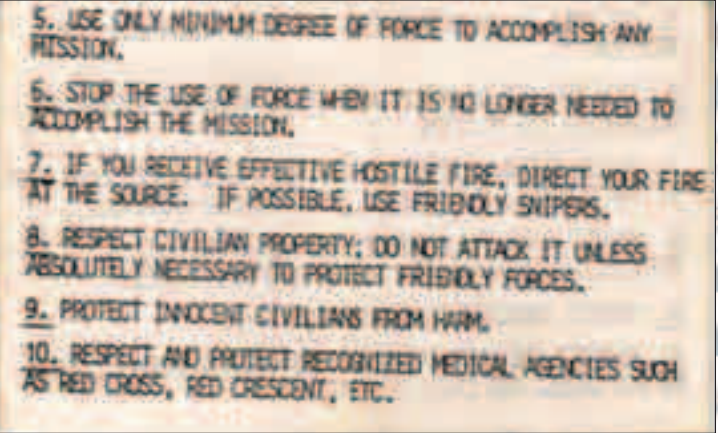 5. USE ONLY MINIMUM DEGREE OF FORCE TO ACCOMPLISH ANY
MISSION.
6. STOP THE USE OF FORCE WHEN IT IS NO LONGER NEEDED TO
ACCOMPLISH THE MISSION.
7. IF YOU RECEIVE EFFECTIVE HOSTILE FIRE, DIRECT YOUR FIRE
AT THE SOURCE. IF POSSIBLE, USE FRIENDLY SNIPERS.
8. RESPECT CIVILIAN PROPERTY; DO NOT ATTACK IT UNLESS
ABSOLUTELY NECESSARY TO PROTECT FRIENDLY FORCES.
9. PROTECT INNOCENT CIVILIANS FROM HARM.
10. RESPECT AND PROTECT RECOGNIZED MEDICAL AGENCIES SUCH
AS RED CROSS, RED CRESCENT, ETC.